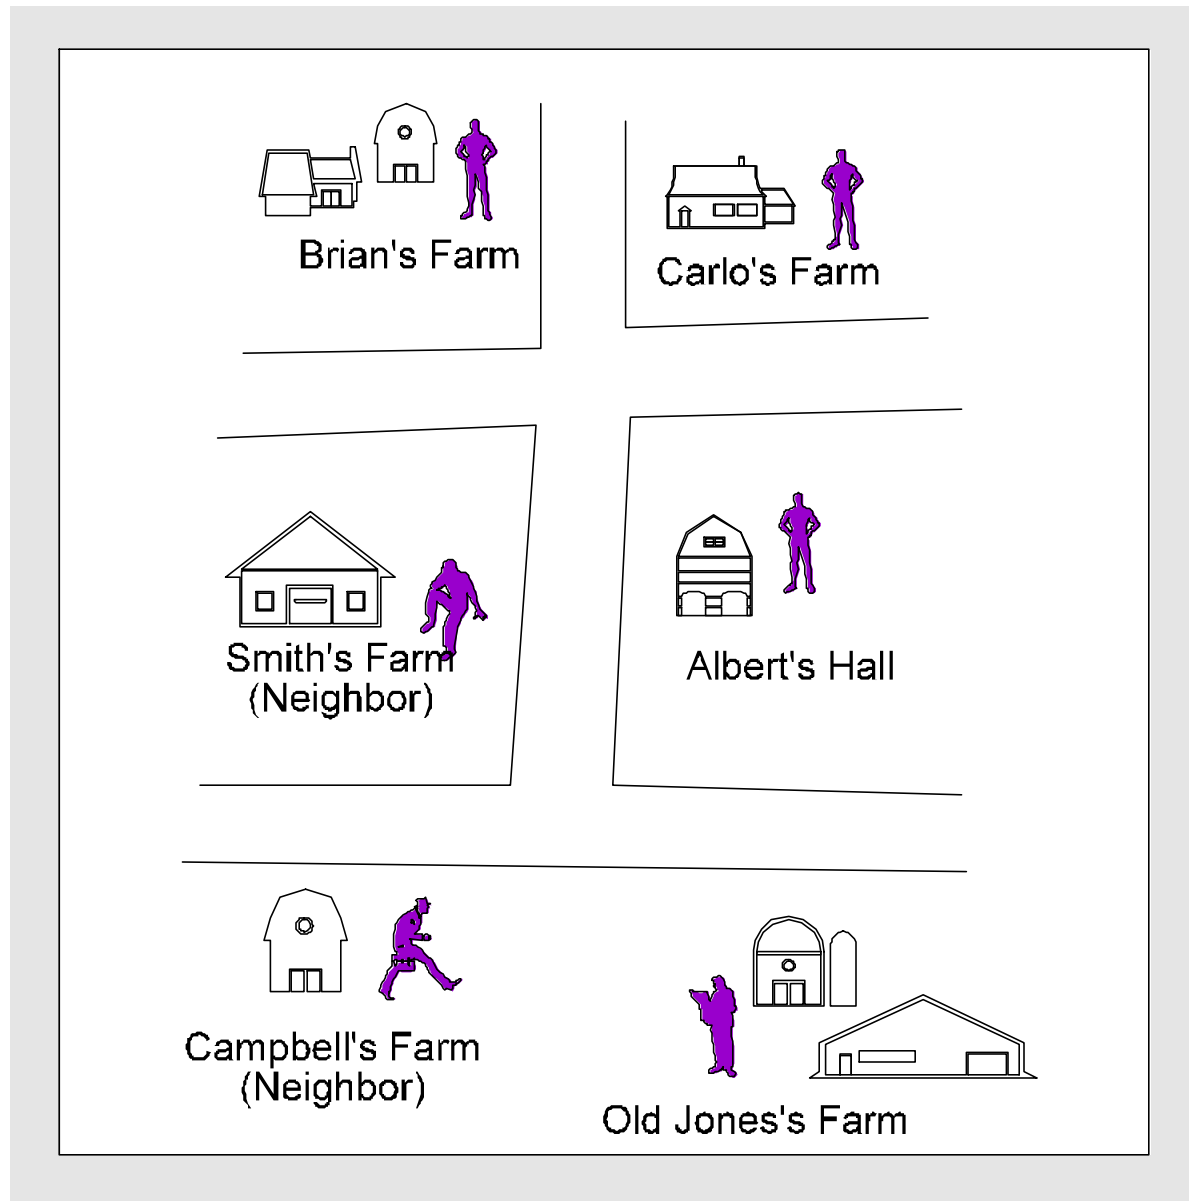 Brian's Farm
Carlo's Farm
Smith's Farm
(Neighbor)
Albert's Hall
Campbell's Farm
(Neighbor)
Old Jones's Farm